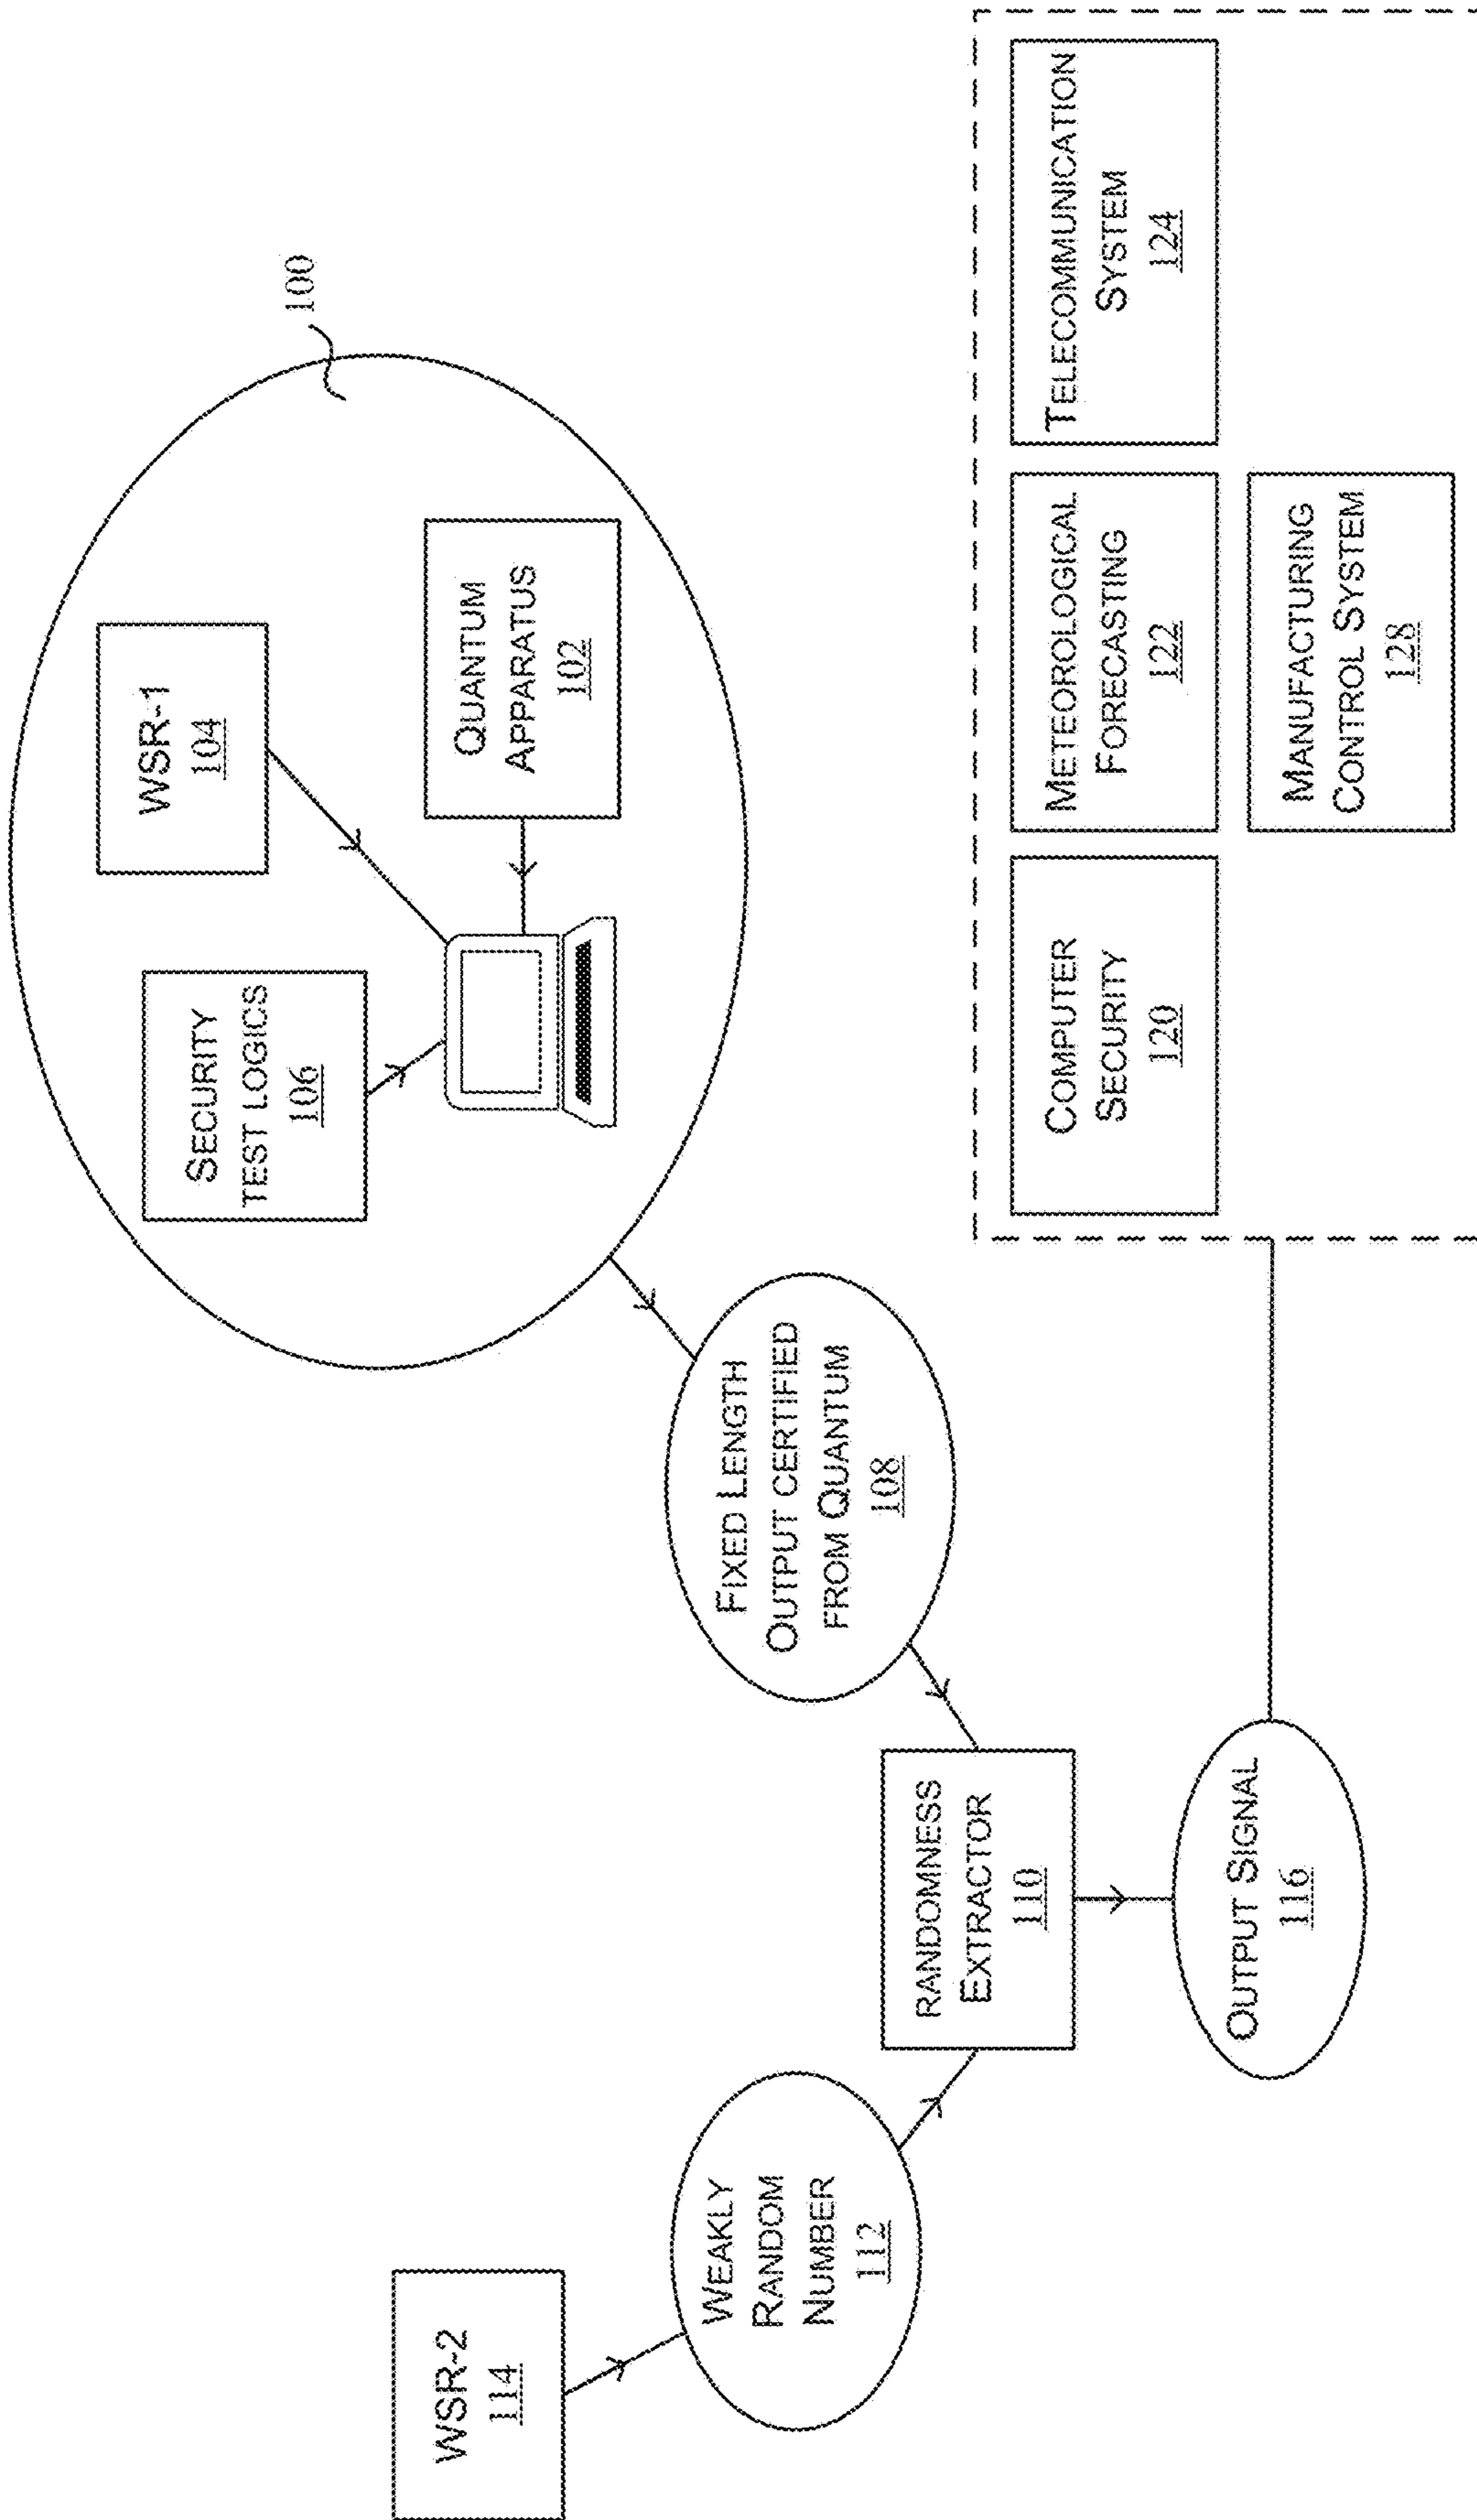 100
WSR-1
104
SECURITY
TEST LOGICS
106
QUANTUM
APPARATUS
102
WSR-2
114
WEAKLY
RANDOM
NUMBER
112
FIXED LENGTH
OUTPUT CERTIFIED
FROM QUANTUM
108
RANDOMNESS
EXTRACTOR
110
OUTPUT SIGNAL
116
COMPUTER
SECURITY
120
METEOROLOGICAL
FORECASTING
122
TELECOMMUNICATION
SYSTEM
124
MANUFACTURING
CONTROL SYSTEM
128